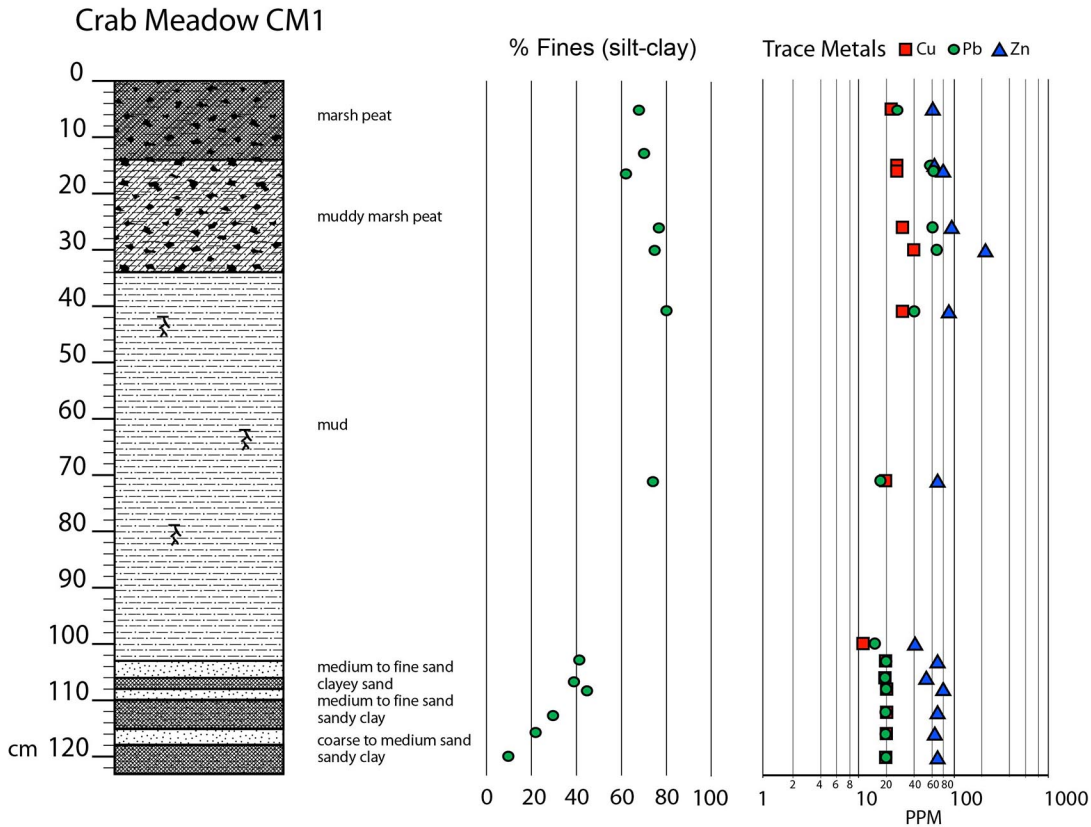 Crab Meadow CM1
% Fines (silt-clay)
Trace Metals Cu Pb Zn
0
10
20
30
40
50
60
70
80
90
100
110
cm 120
marsh peat
muddy marsh peat
mud
medium to fine sand
clayey sand
medium to fine sand
sandy clay
coarse to medium sand
sandy clay
0 20 40 60 80 100
2 4 6 8 20 40 60 80
1 10 100 1000
PPM